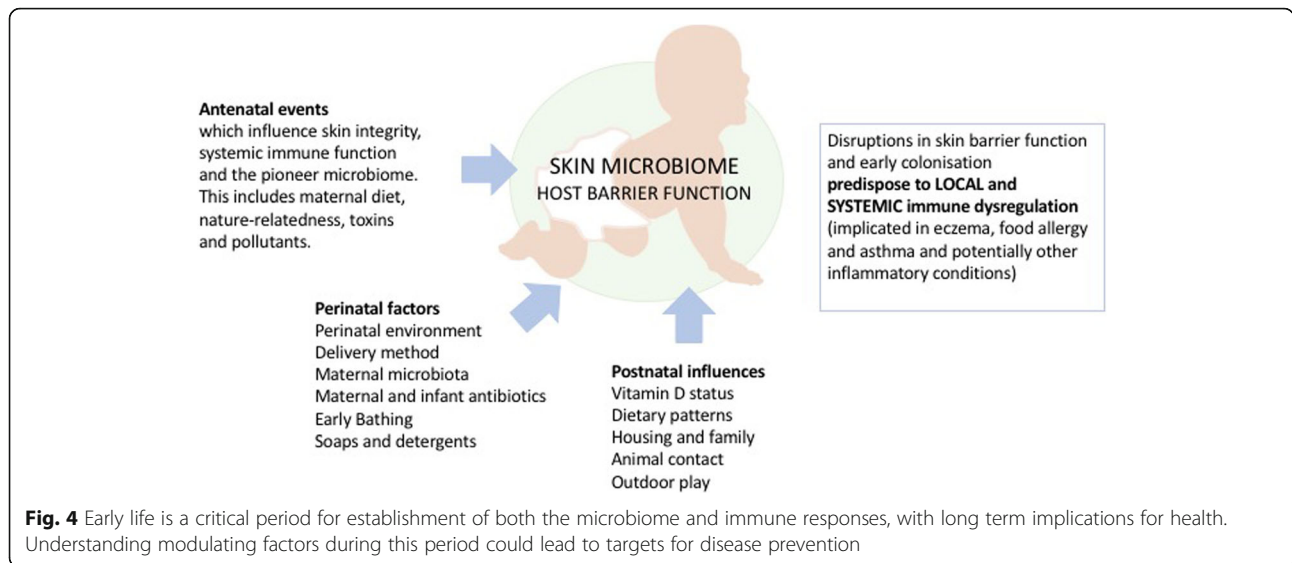 Antenatal events
which influence skin integrity,
systemic immune function
and the pioneer microbiome.
This includes maternal diet,
nature-relatedness, toxins
and pollutants.
SKIN MICROBIOME
HOST BARRIER FUNCTION
Disruptions in skin barrier function
and early colonisation
predispose to LOCAL and
SYSTEMIC immune dysregulation
(implicated in eczema, food allergy
and asthma and potentially other
inflammatory conditions)
Perinatal factors
Perinatal environment
Delivery method
Maternal microbiota
Maternal and infant antibiotics
Early Bathing
Soaps and detergents
Postnatal influences
Vitamin D status
Dietary patterns
Housing and family
Animal contact
Outdoor play
Fig. 4 Early life is a critical period for establishment of both the microbiome and immune responses, with long term implications for health.
Understanding modulating factors during this period could lead to targets for disease prevention